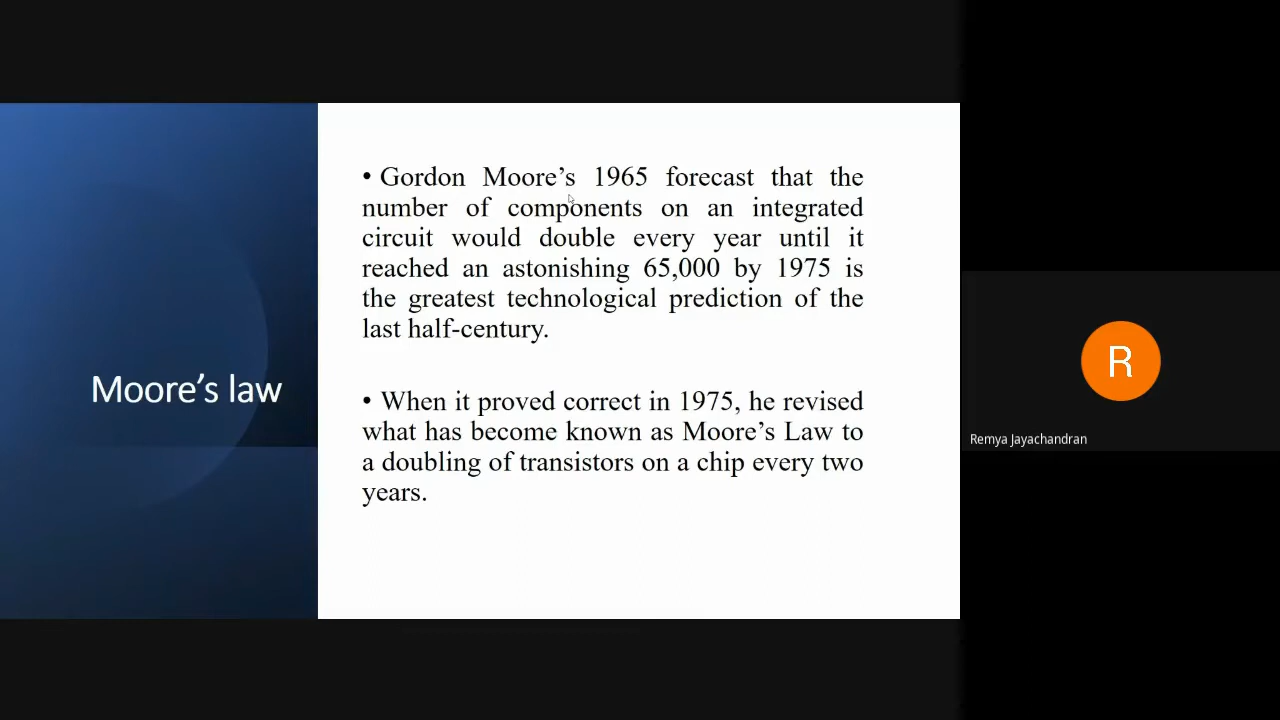 Moore’s law
• Gordon Moore’s 1965 forecast that the
number of components on an integrated
circuit would double every year until it
reached an astonishing 65,000 by 1975 is
the greatest technological prediction of the
last half-century.
• When it proved correct in 1975, he revised
what has become known as Moore’s Law to
a doubling of transistors on a chip every two
years.
R
Remya Jayachandran